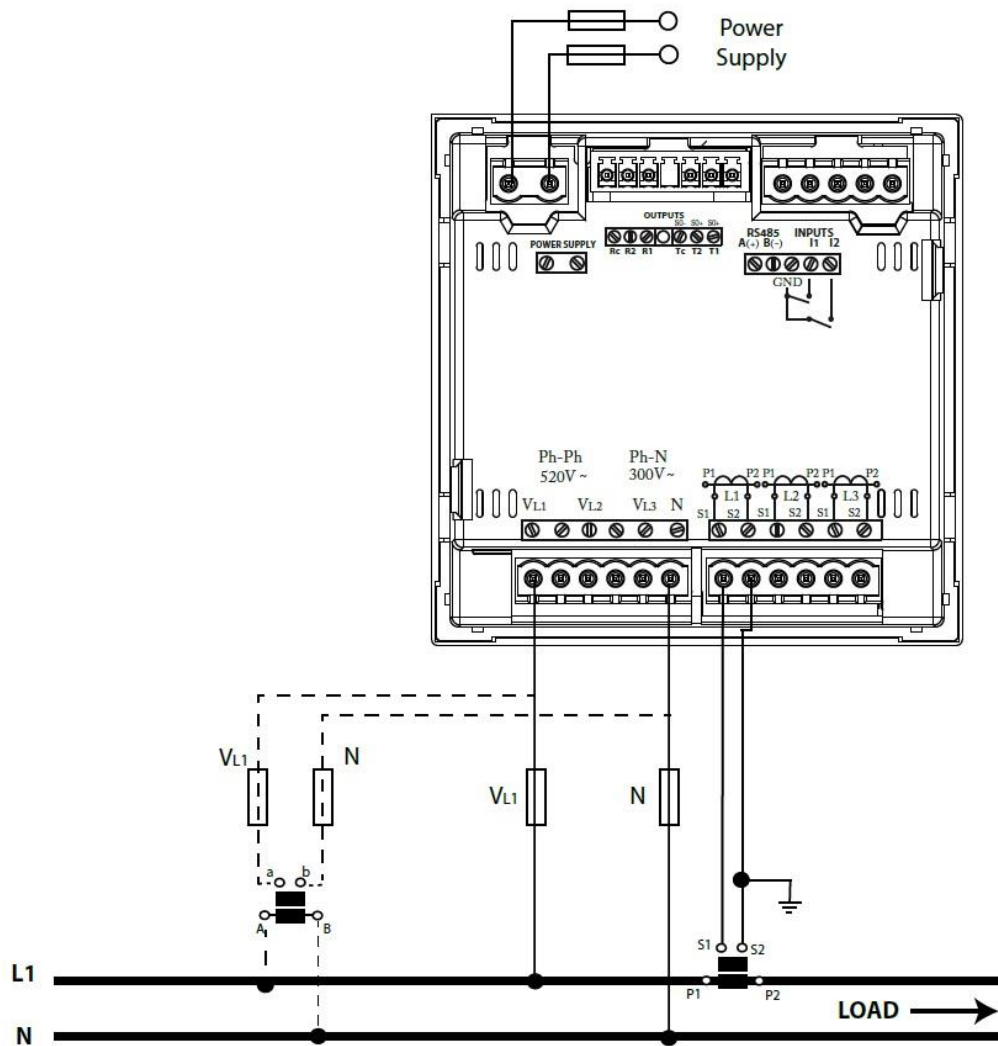 Power
Supply
OUTPUTS
S0- S0+ S0+
POWER SUPPLY
Rc R2 R1 Tc T2 T1
RS485 INPUTS
A(+) B(-) I1 I2
GND
Ph-Ph Ph-N
520V ~ 300V ~
P1 P2 P1 P2 P1 P2
L1 L2 L3
S1 S2 S1 S2 S1 S2
VL1 VL2 VL3 N
VL1 N
VL1 N
a b
A B
S1 S2
L1
P1 P2
LOAD
N